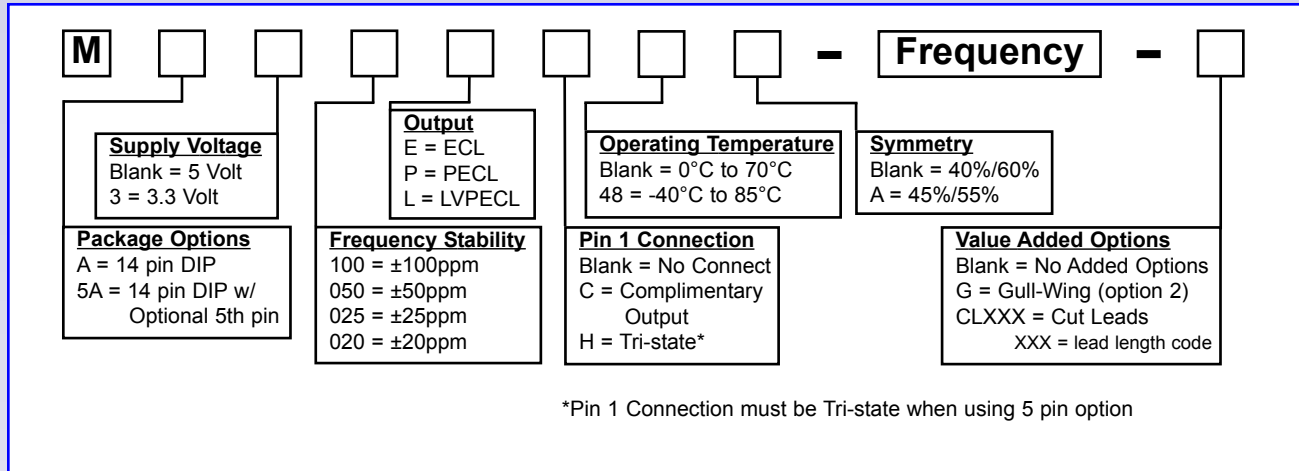 M - Frequency -
Supply Voltage
Blank = 5 Volt
3 = 3.3 Volt
Output
E = ECL
P = PECL
L = LVPECL
Operating Temperature
Blank = 0°C to 70°C
48 = -40°C to 85°C
Symmetry
Blank = 40%/60%
A = 45%/55%
Package Options
A = 14 pin DIP
5A = 14 pin DIP w/
Optional 5th pin
Frequency Stability
100 = ±100ppm
050 = ±50ppm
025 = ±25ppm
020 = ±20ppm
Pin 1 Connection
Blank = No Connect
C = Complimentary
Output
H = Tri-state*
Value Added Options
Blank = No Added Options
G = Gull-Wing (option 2)
CLXXX = Cut Leads
XXX = lead length code
*Pin 1 Connection must be Tri-state when using 5 pin option